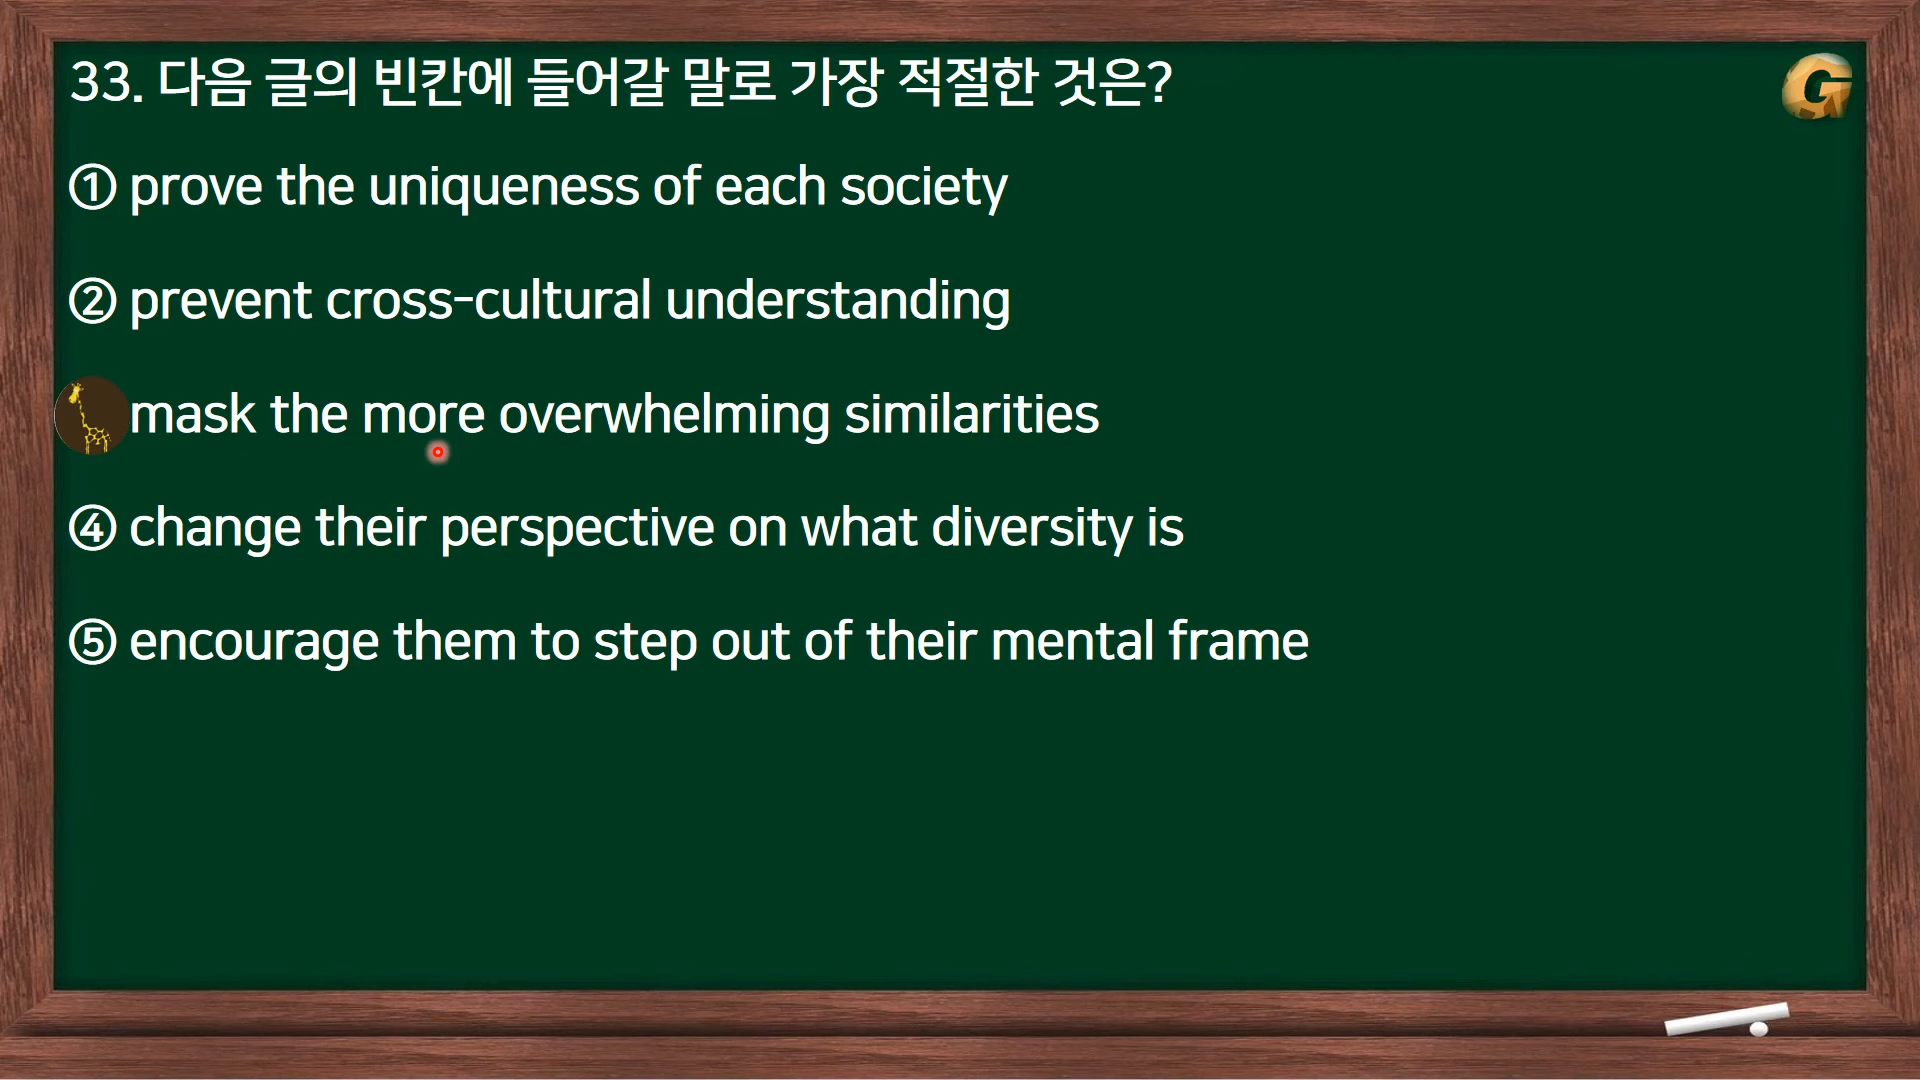 33. 다음 글의 빈칸에 들어갈 말로 가장 적절한 것은?
① prove the uniqueness of each society
② prevent cross-cultural understanding
mask the more overwhelming similarities
④ change their perspective on what diversity is
⑤ encourage them to step out of their mental frame
G